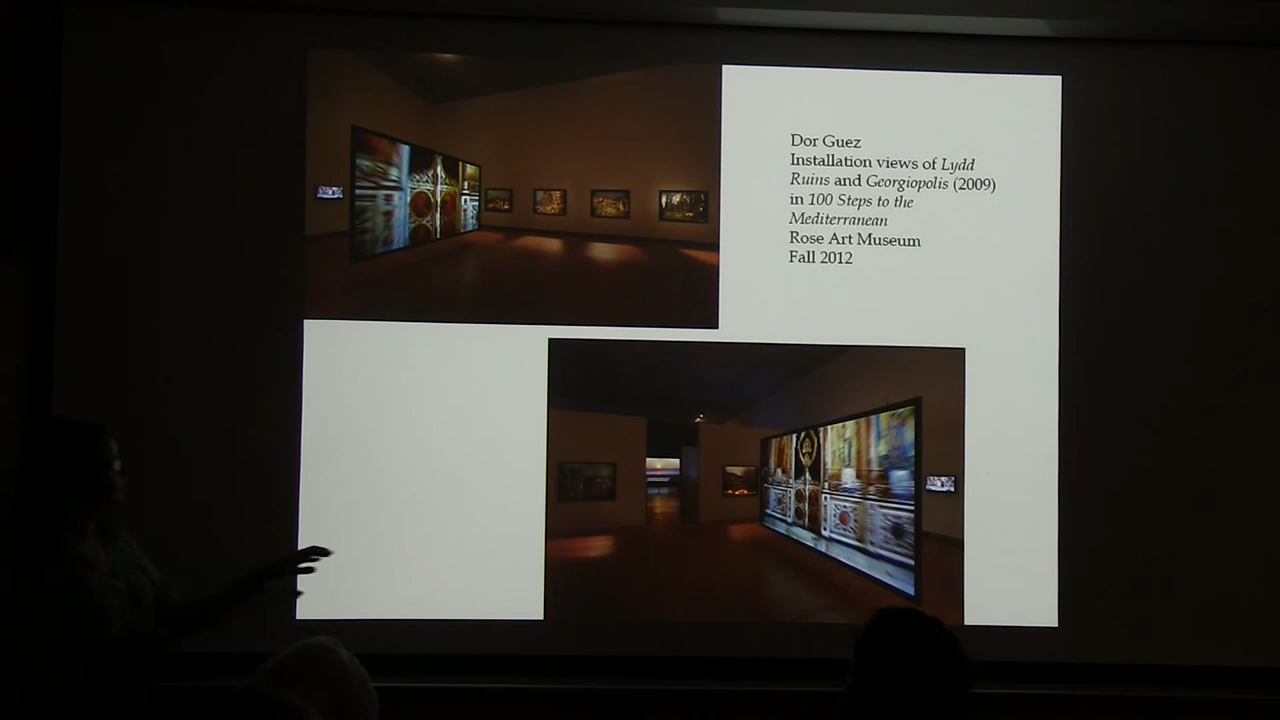 Dor Guez
Installation views of Lydd
Ruins and Georgiopolis (2009)
in 100 Steps to the
Mediterranean
Rose Art Museum
Fall 2012